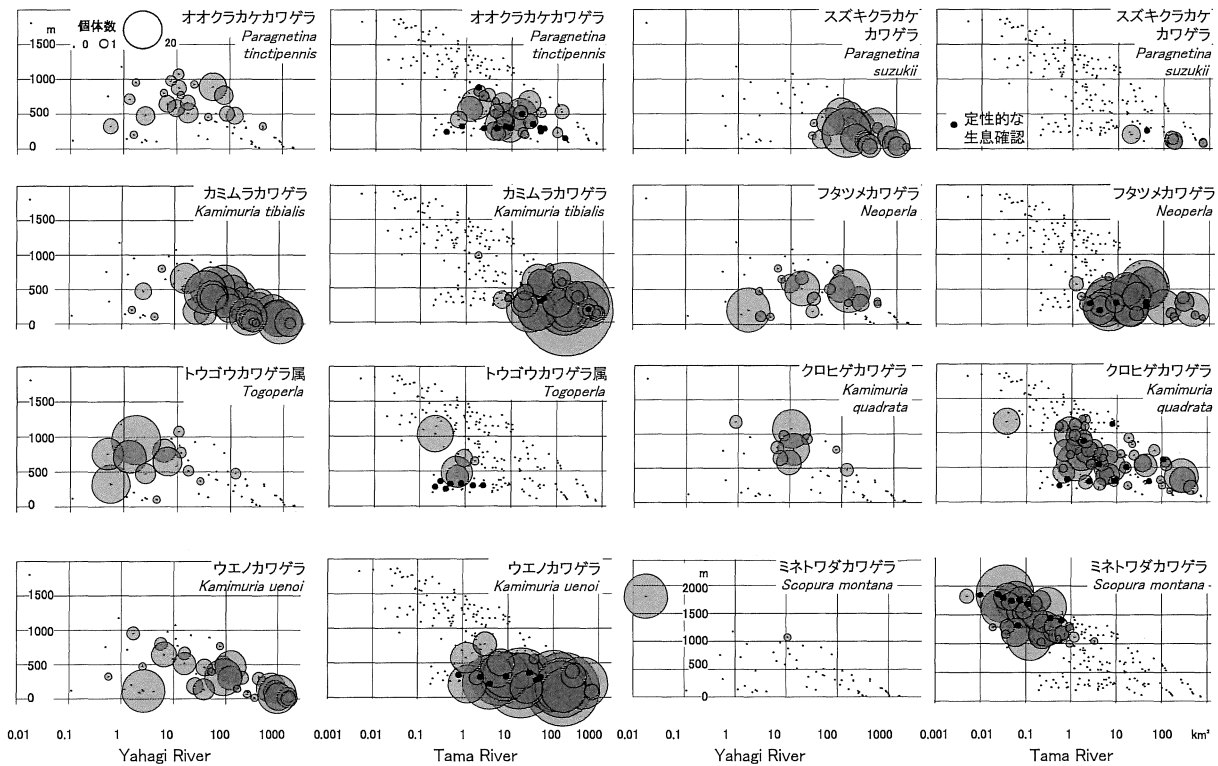 オオクラカケカワゲラ
Paragnetina
tinctipennis
m
個体数
0 1 20
1500
1000
500
0
オオクラカケカワゲラ
Paragnetina
tinctipennis
スズキクラカケ
カワゲラ
Paragnetina
suzukii
スズキクラカケ
カワゲラ
Paragnetina
suzukii
定性的な
生息確認
カミムラカワゲラ
Kamimuria tibialis
1500
1000
500
0
カミムラカワゲラ
Kamimuria tibialis
フタツメカワゲラ
Neoperla
フタツメカワゲラ
Neoperla
トウゴウカワゲラ属
Togoperla
1500
1000
500
0
トウゴウカワゲラ属
Togoperla
クロヒゲカワゲラ
Kamimuria
quadrata
クロヒゲカワゲラ
Kamimuria
quadrata
ウエノカワゲラ
Kamimuria uenoi
1500
1000
500
0
ウエノカワゲラ
Kamimuria uenoi
ミネトワダカワゲラ
Scopura montana
m
2000
1500
1000
500
0
ミネトワダカワゲラ
Scopura montana
0.01 0.1 1 10 100 1000
Yahagi River
0.001 0.01 0.1 1 10 100 1000
Tama River
0.01 0.1 1 10 100 1000
Yahagi River
0.001 0.01 0.1 1 10 100 km²
Tama River